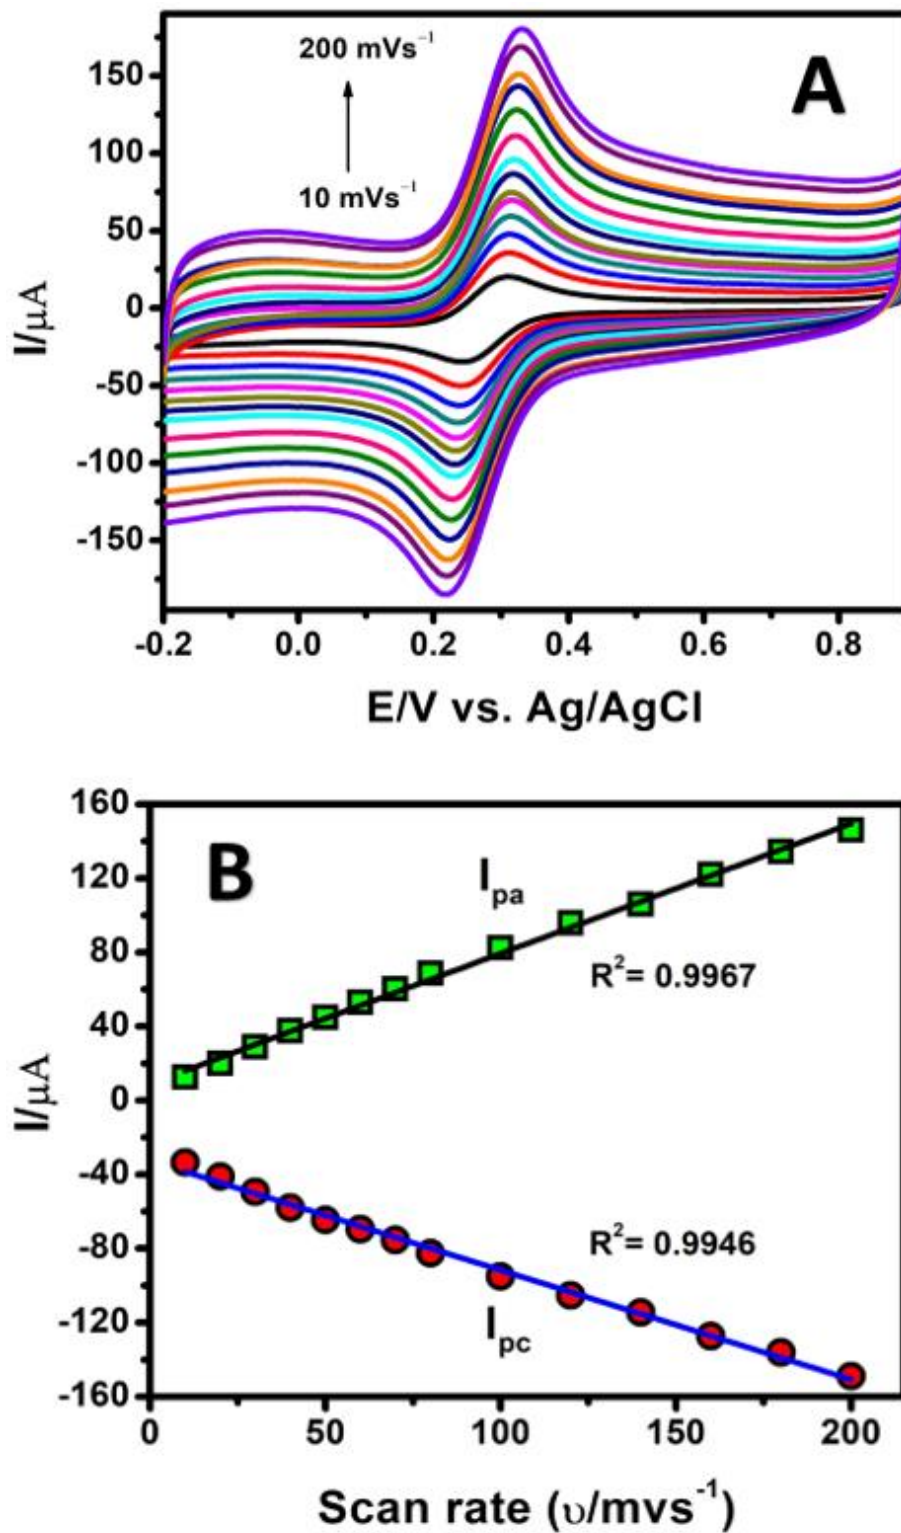 A
200 mVs⁻¹
10 mVs⁻¹
150
100
50
0
-50
-100
-150
I/μA
-0.2 0.0 0.2 0.4 0.6 0.8
E/V vs. Ag/AgCl
B
160
120
80
40
0
-40
-80
-120
-160
I/μA
I_pa
R²= 0.9967
R²= 0.9946
I_pc
0 50 100 150 200
Scan rate (υ/mvs⁻¹)